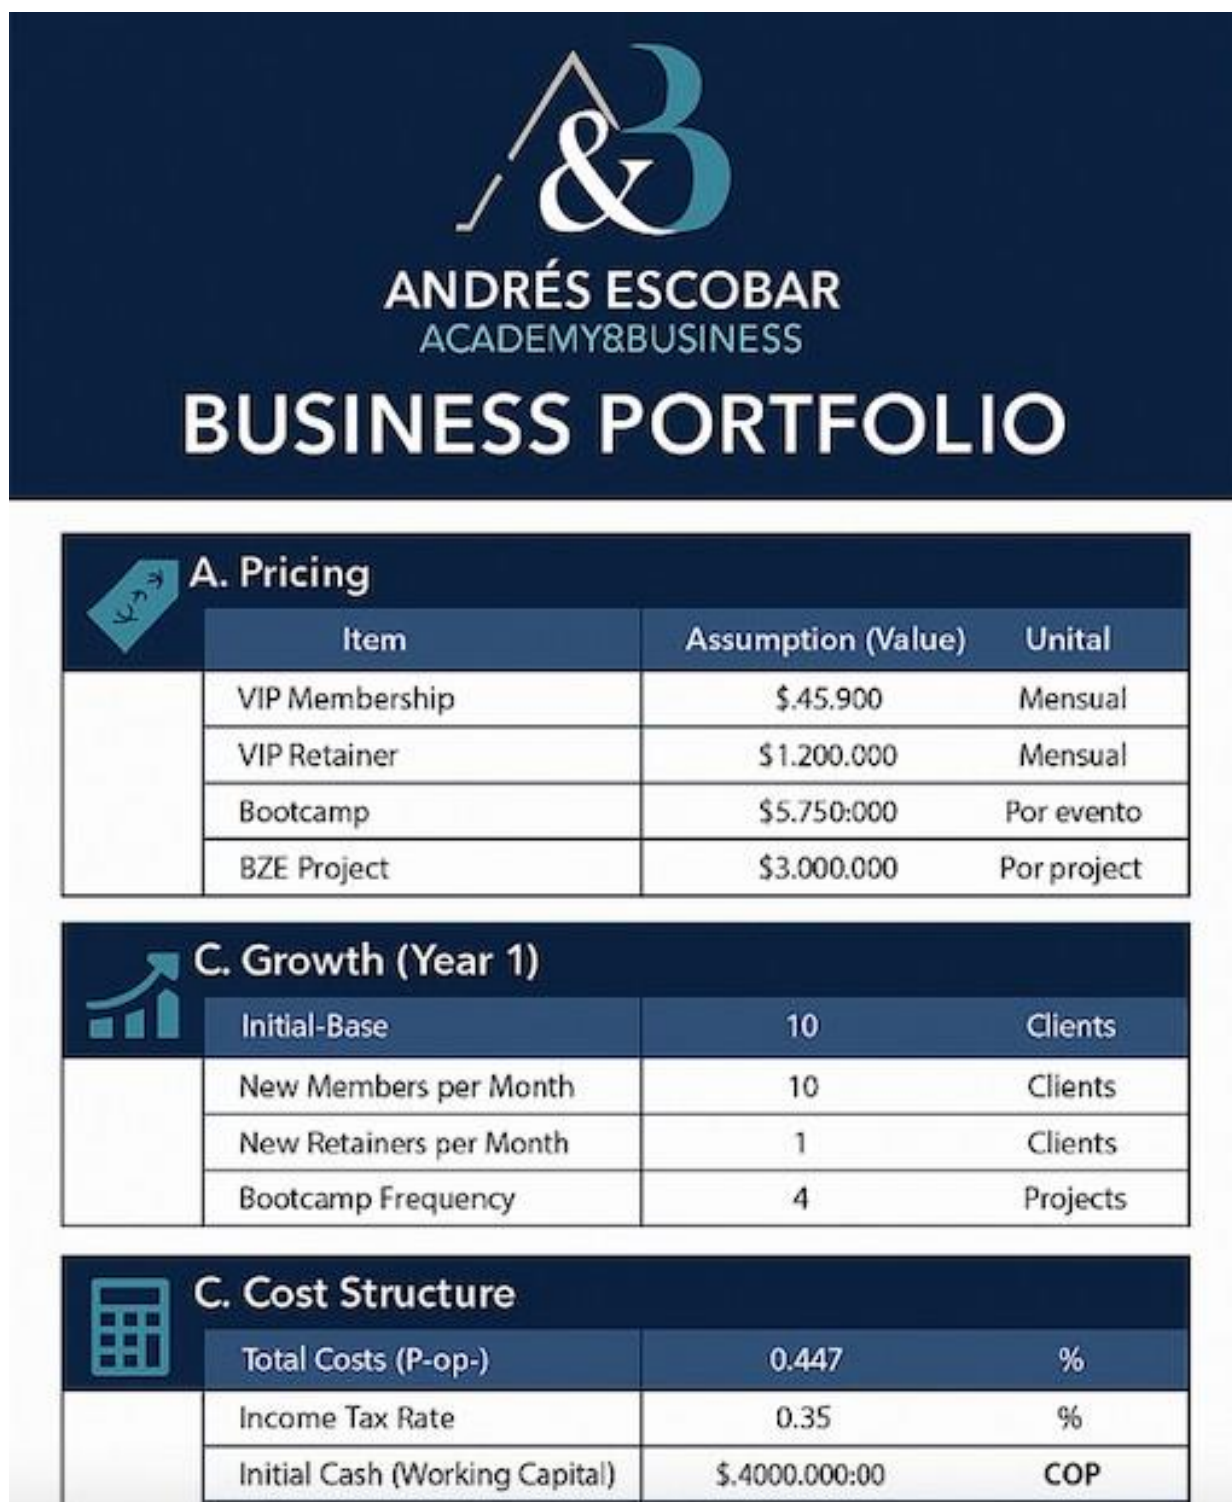 A&B
ANDRÉS ESCOBAR
ACADEMY&BUSINESS
BUSINESS PORTFOLIO
A. Pricing
Item Assumption (Value) Unital
VIP Membership $.45.900 Mensual
VIP Retainer $1.200.000 Mensual
Bootcamp $5.750:000 Por evento
BZE Project $3.000.000 Por project
C. Growth (Year 1)
Initial-Base 10 Clients
New Members per Month 10 Clients
New Retainers per Month 1 Clients
Bootcamp Frequency 4 Projects
C. Cost Structure
Total Costs (P-op-) 0.447 %
Income Tax Rate 0.35 %
Initial Cash (Working Capital) $.4000.000:00 COP